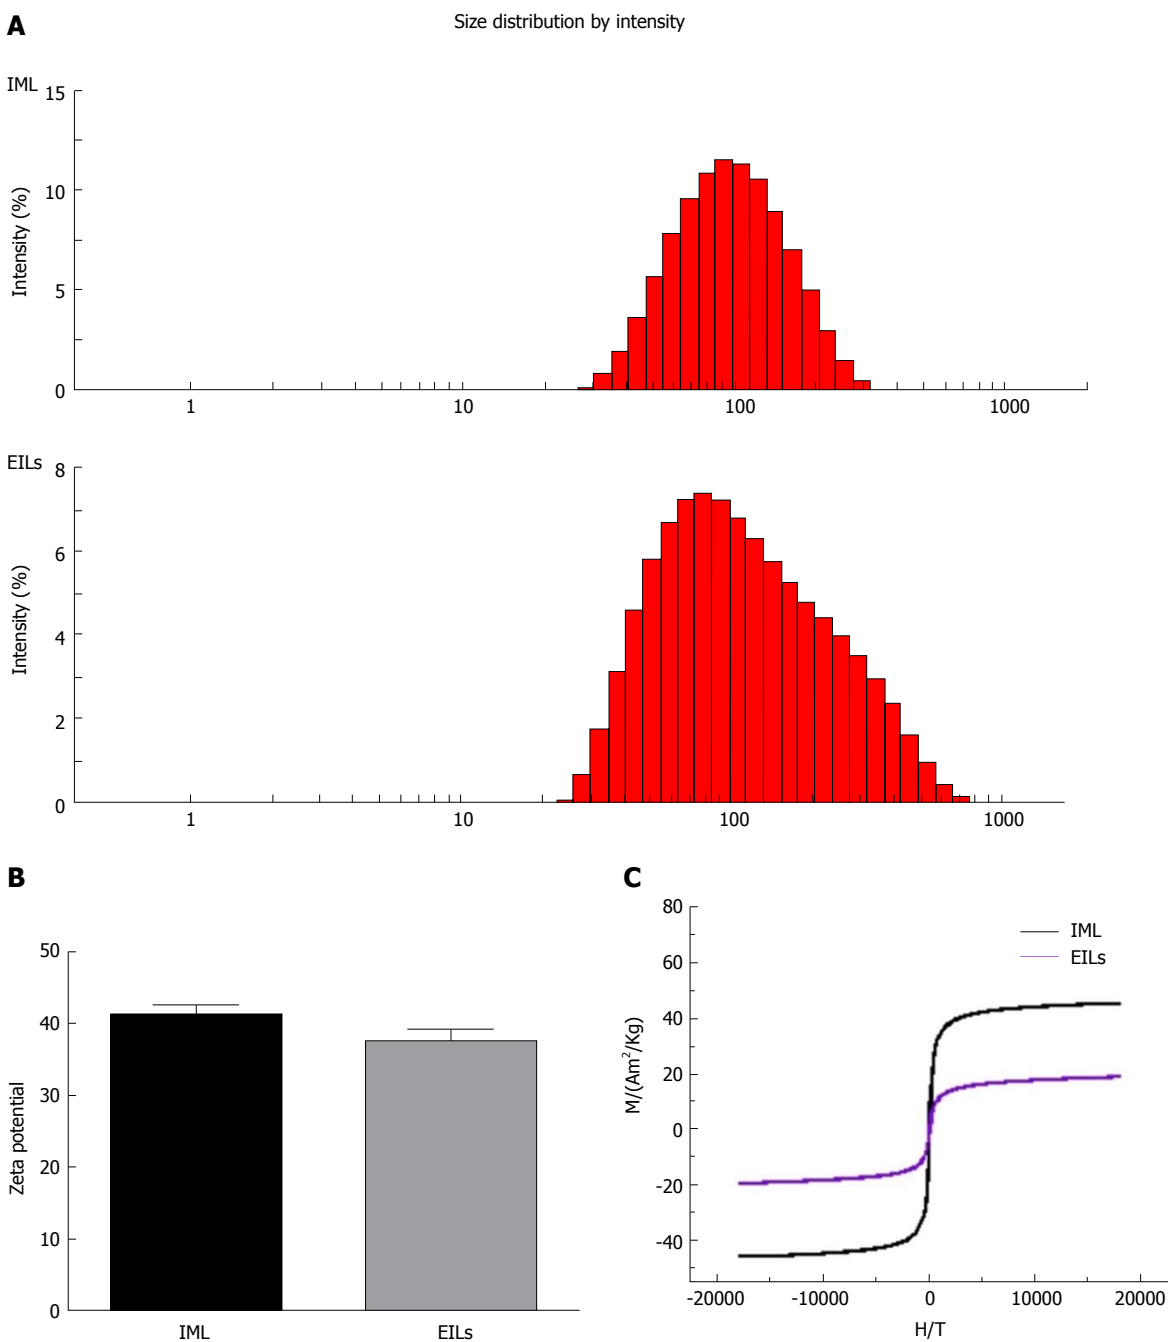 A
Size distribution by intensity
IML
15
10
5
0
Intensity (%)
1 10 100 1000
EILs
8
6
4
2
0
Intensity (%)
1 10 100 1000
B
50
40
30
20
10
0
Zeta potential
IML EILs
C
80
60
40
20
0
-20
-40
M/(Am²/Kg)
IML
EILs
-20000 -10000 0 10000 20000
H/T